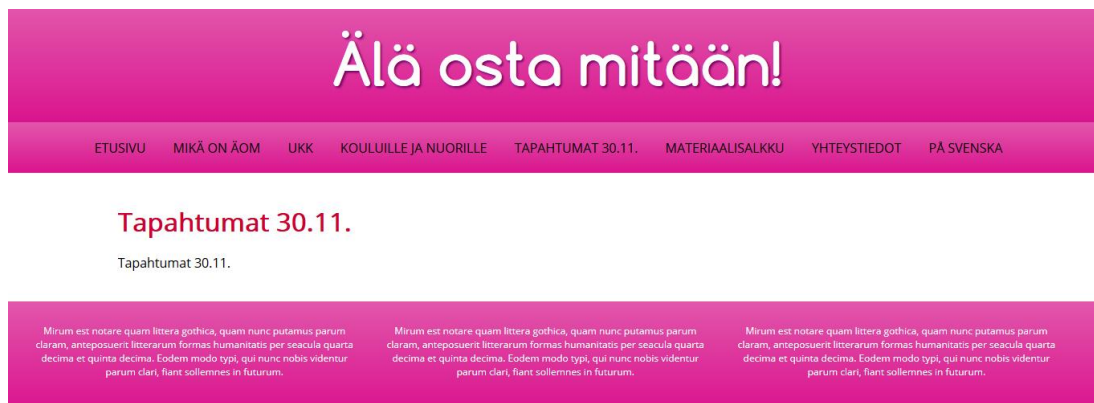 Älä osta mitään!
ETUSIVU MIKÄ ON ÄOM UKK KOULUILLE JA NUORILLE TAPAHTUMAT 30.11. MATERIAALISALKKU YHTEYSTIEDOT PÅ SVENSKA
Tapahtumat 30.11.
Tapahtumat 30.11.
Mirum est notare quam littera gothica, quam nunc putamus parum
claram, anteposuerit litterarum formas humanitatis per seacula quarta
decima et quinta decima. Eodem modo typi, qui nunc nobis videntur
parum clari, fiant sollemnes in futurum.
Mirum est notare quam littera gothica, quam nunc putamus parum
claram, anteposuerit litterarum formas humanitatis per seacula quarta
decima et quinta decima. Eodem modo typi, qui nunc nobis videntur
parum clari, fiant sollemnes in futurum.
Mirum est notare quam littera gothica, quam nunc putamus parum
claram, anteposuerit litterarum formas humanitatis per seacula quarta
decima et quinta decima. Eodem modo typi, qui nunc nobis videntur
parum clari, fiant sollemnes in futurum.